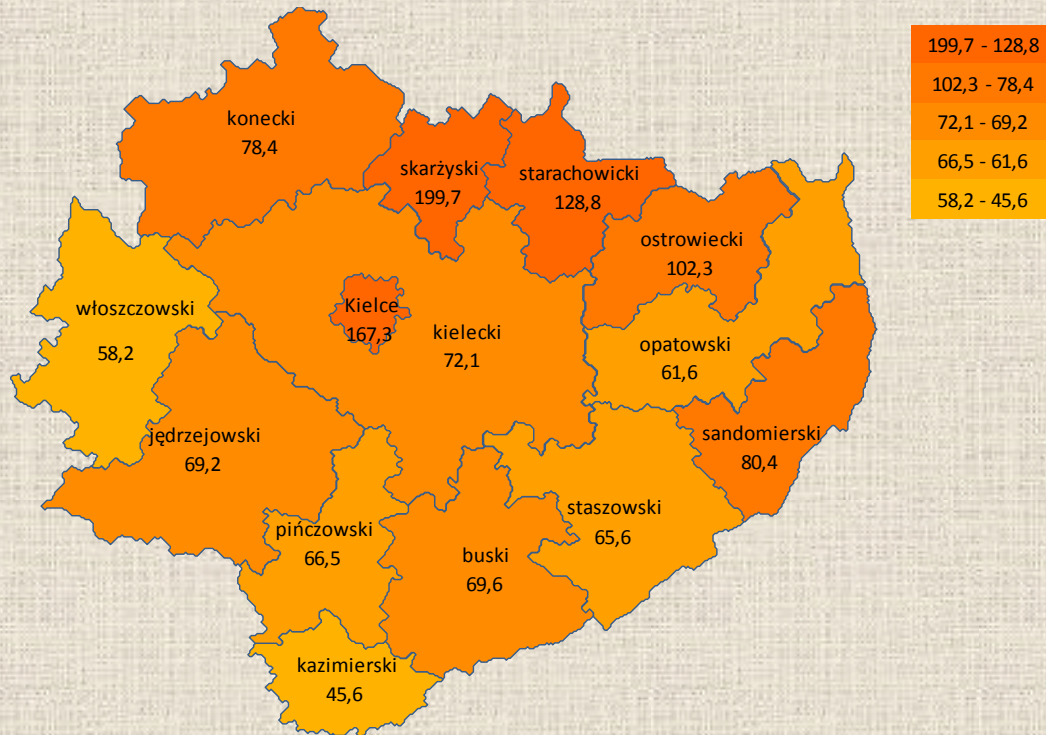 199,7 - 128,8
102,3 - 78,4
72,1 - 69,2
66,5 - 61,6
58,2 - 45,6
konecki
78,4
skarżyski
199,7
starachowicki
128,8
ostrowiecki
102,3
włoszczowski
58,2
Kielce
167,3
kielecki
72,1
opatowski
61,6
jędrzejowski
69,2
sandomierski
80,4
pińczowski
66,5
buski
69,6
staszowski
65,6
kazimierski
45,6